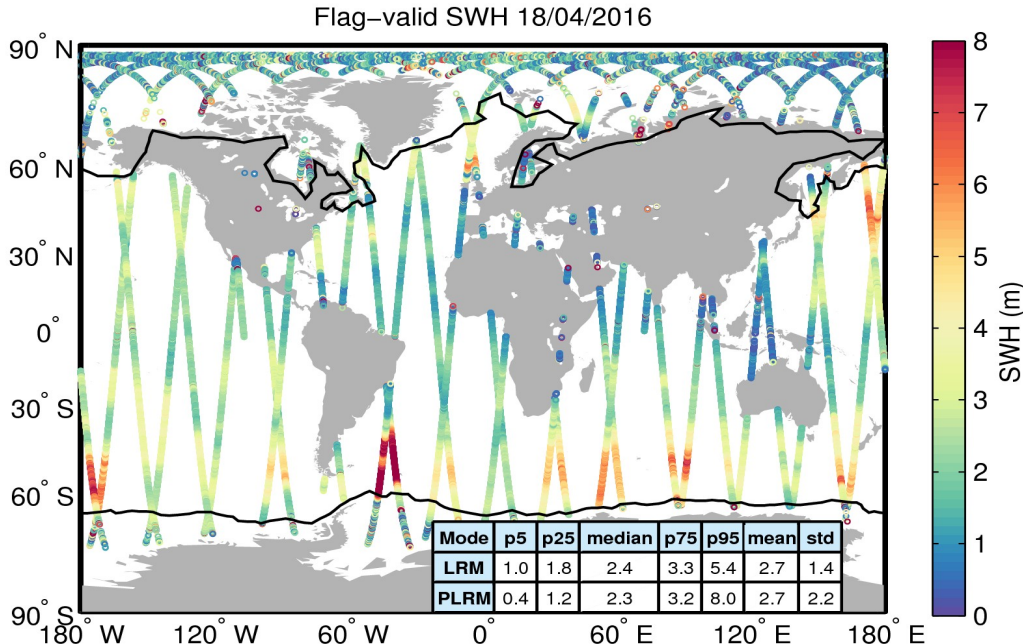 Flag−valid SWH 18/04/2016
90° N
60° N
30° N
0°
30° S
60° S
90° S
180° W 120° W 60° W 0° 60° E 120° E 180° E
Mode p5 p25 median p75 p95 mean std
LRM 1.0 1.8 2.4 3.3 5.4 2.7 1.4
PLRM 0.4 1.2 2.3 3.2 8.0 2.7 2.2
8
7
6
5
4
3
2
1
0
SWH (m)